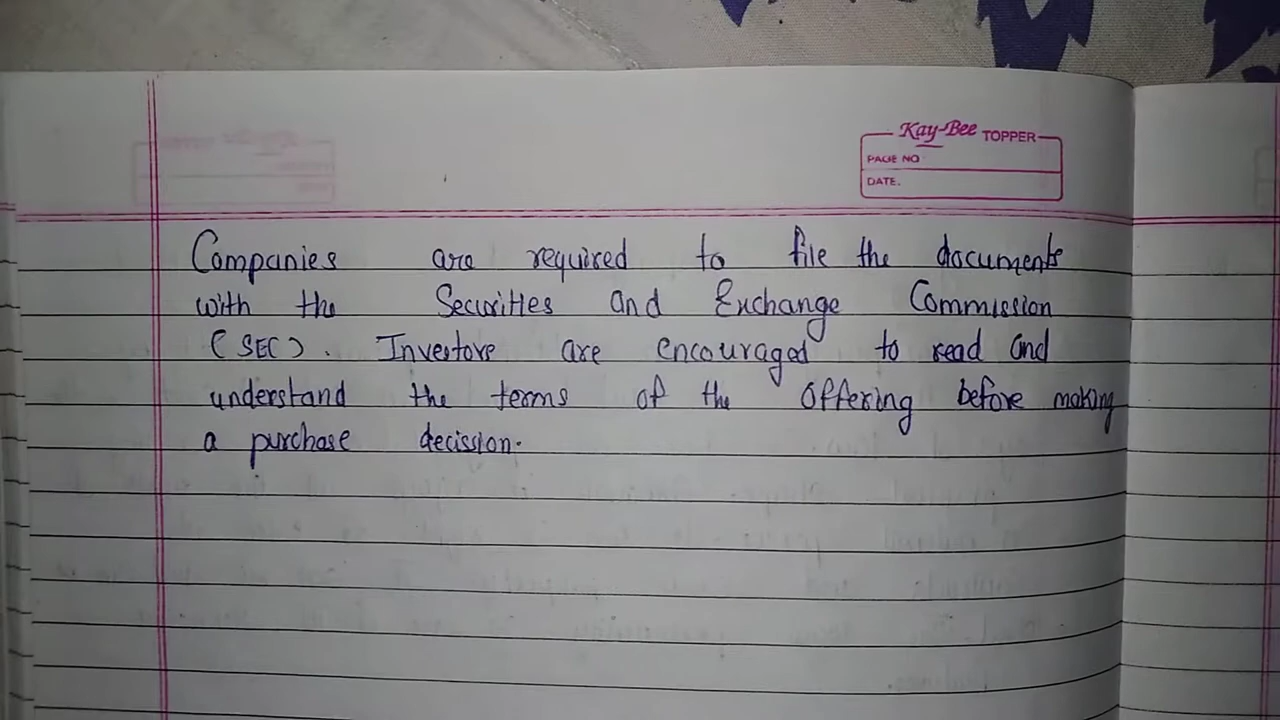 Kay-Bee TOPPER
PAGE NO
DATE.
Companies are required to file the documents
with the Securities and Exchange Commission
(SEC). Investors are encouraged to read and
understand the terms of the Offering before making
a purchase decission.